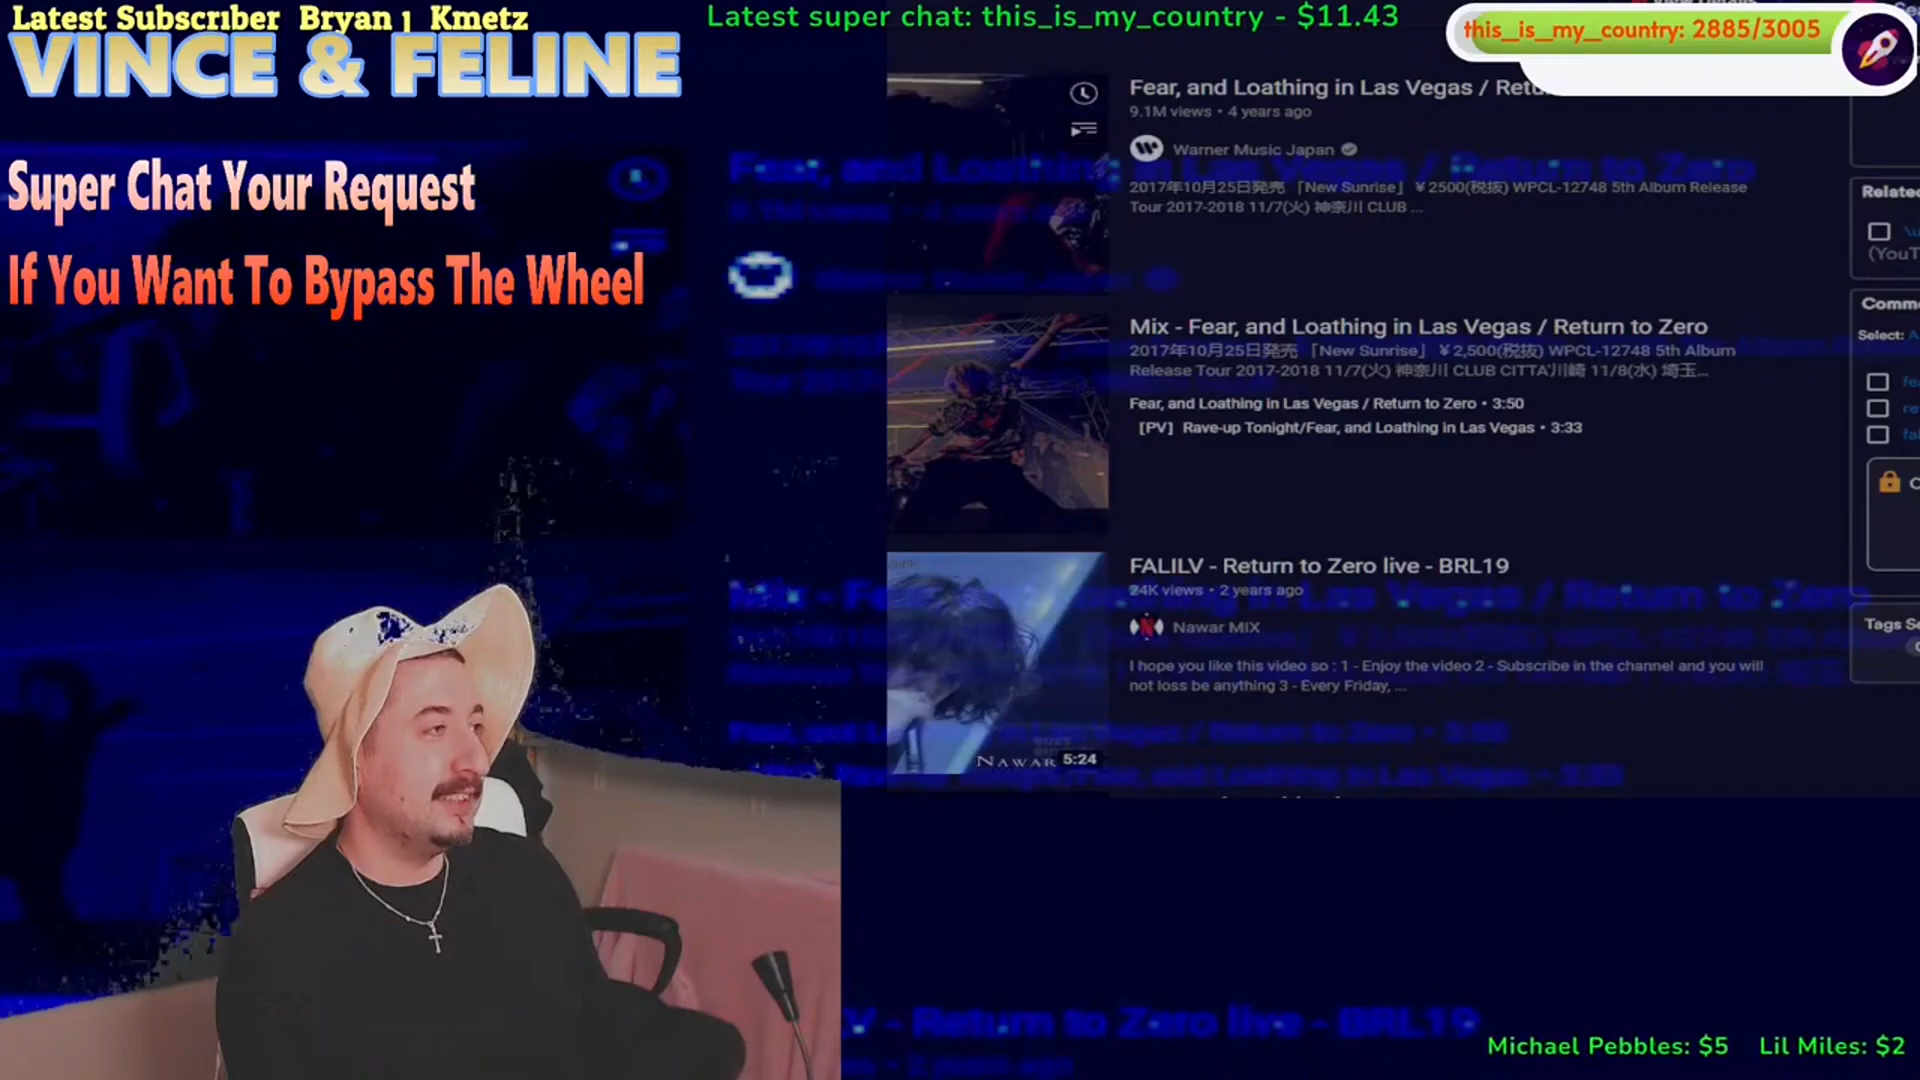 Latest Subscriber Bryan J Kmetz
VINCE & FELINE
Super Chat Your Request
If You Want To Bypass The Wheel
Latest super chat: this_is_my_country - $11.43
this_is_my_country: 2885/3005
Fear, and Loathing in Las Vegas /
9.1M views • 4 years ago
Warner Music Japan
2017年10月25日発売 「New Sunrise」 ￥2500(税抜) WPCL-12748 5th Album Release
Tour 2017-2018 11/7(火) 神奈川 CLUB ...
Mix - Fear, and Loathing in Las Vegas / Return to Zero
2017年10月25日発売 「New Sunrise」 ￥2,500(税抜) WPCL-12748 5th Album
Release Tour 2017-2018 11/7(火) 神奈川 CLUB CITTA'川崎 11/8(水) 埼玉...
Fear, and Loathing in Las Vegas / Return to Zero • 3:50
[PV] Rave-up Tonight/Fear, and Loathing in Las Vegas • 3:33
FALILV - Return to Zero live - BRL19
24K views • 2 years ago
Nawar MIX
I hope you like this video so : 1 - Enjoy the video 2 - Subscribe in the channel and you will
not loss be anything 3 - Every Friday, ...
NAWAR 5:24
Related
(YouT
Select:
Tags
Michael Pebbles: $5 Lil Miles: $2